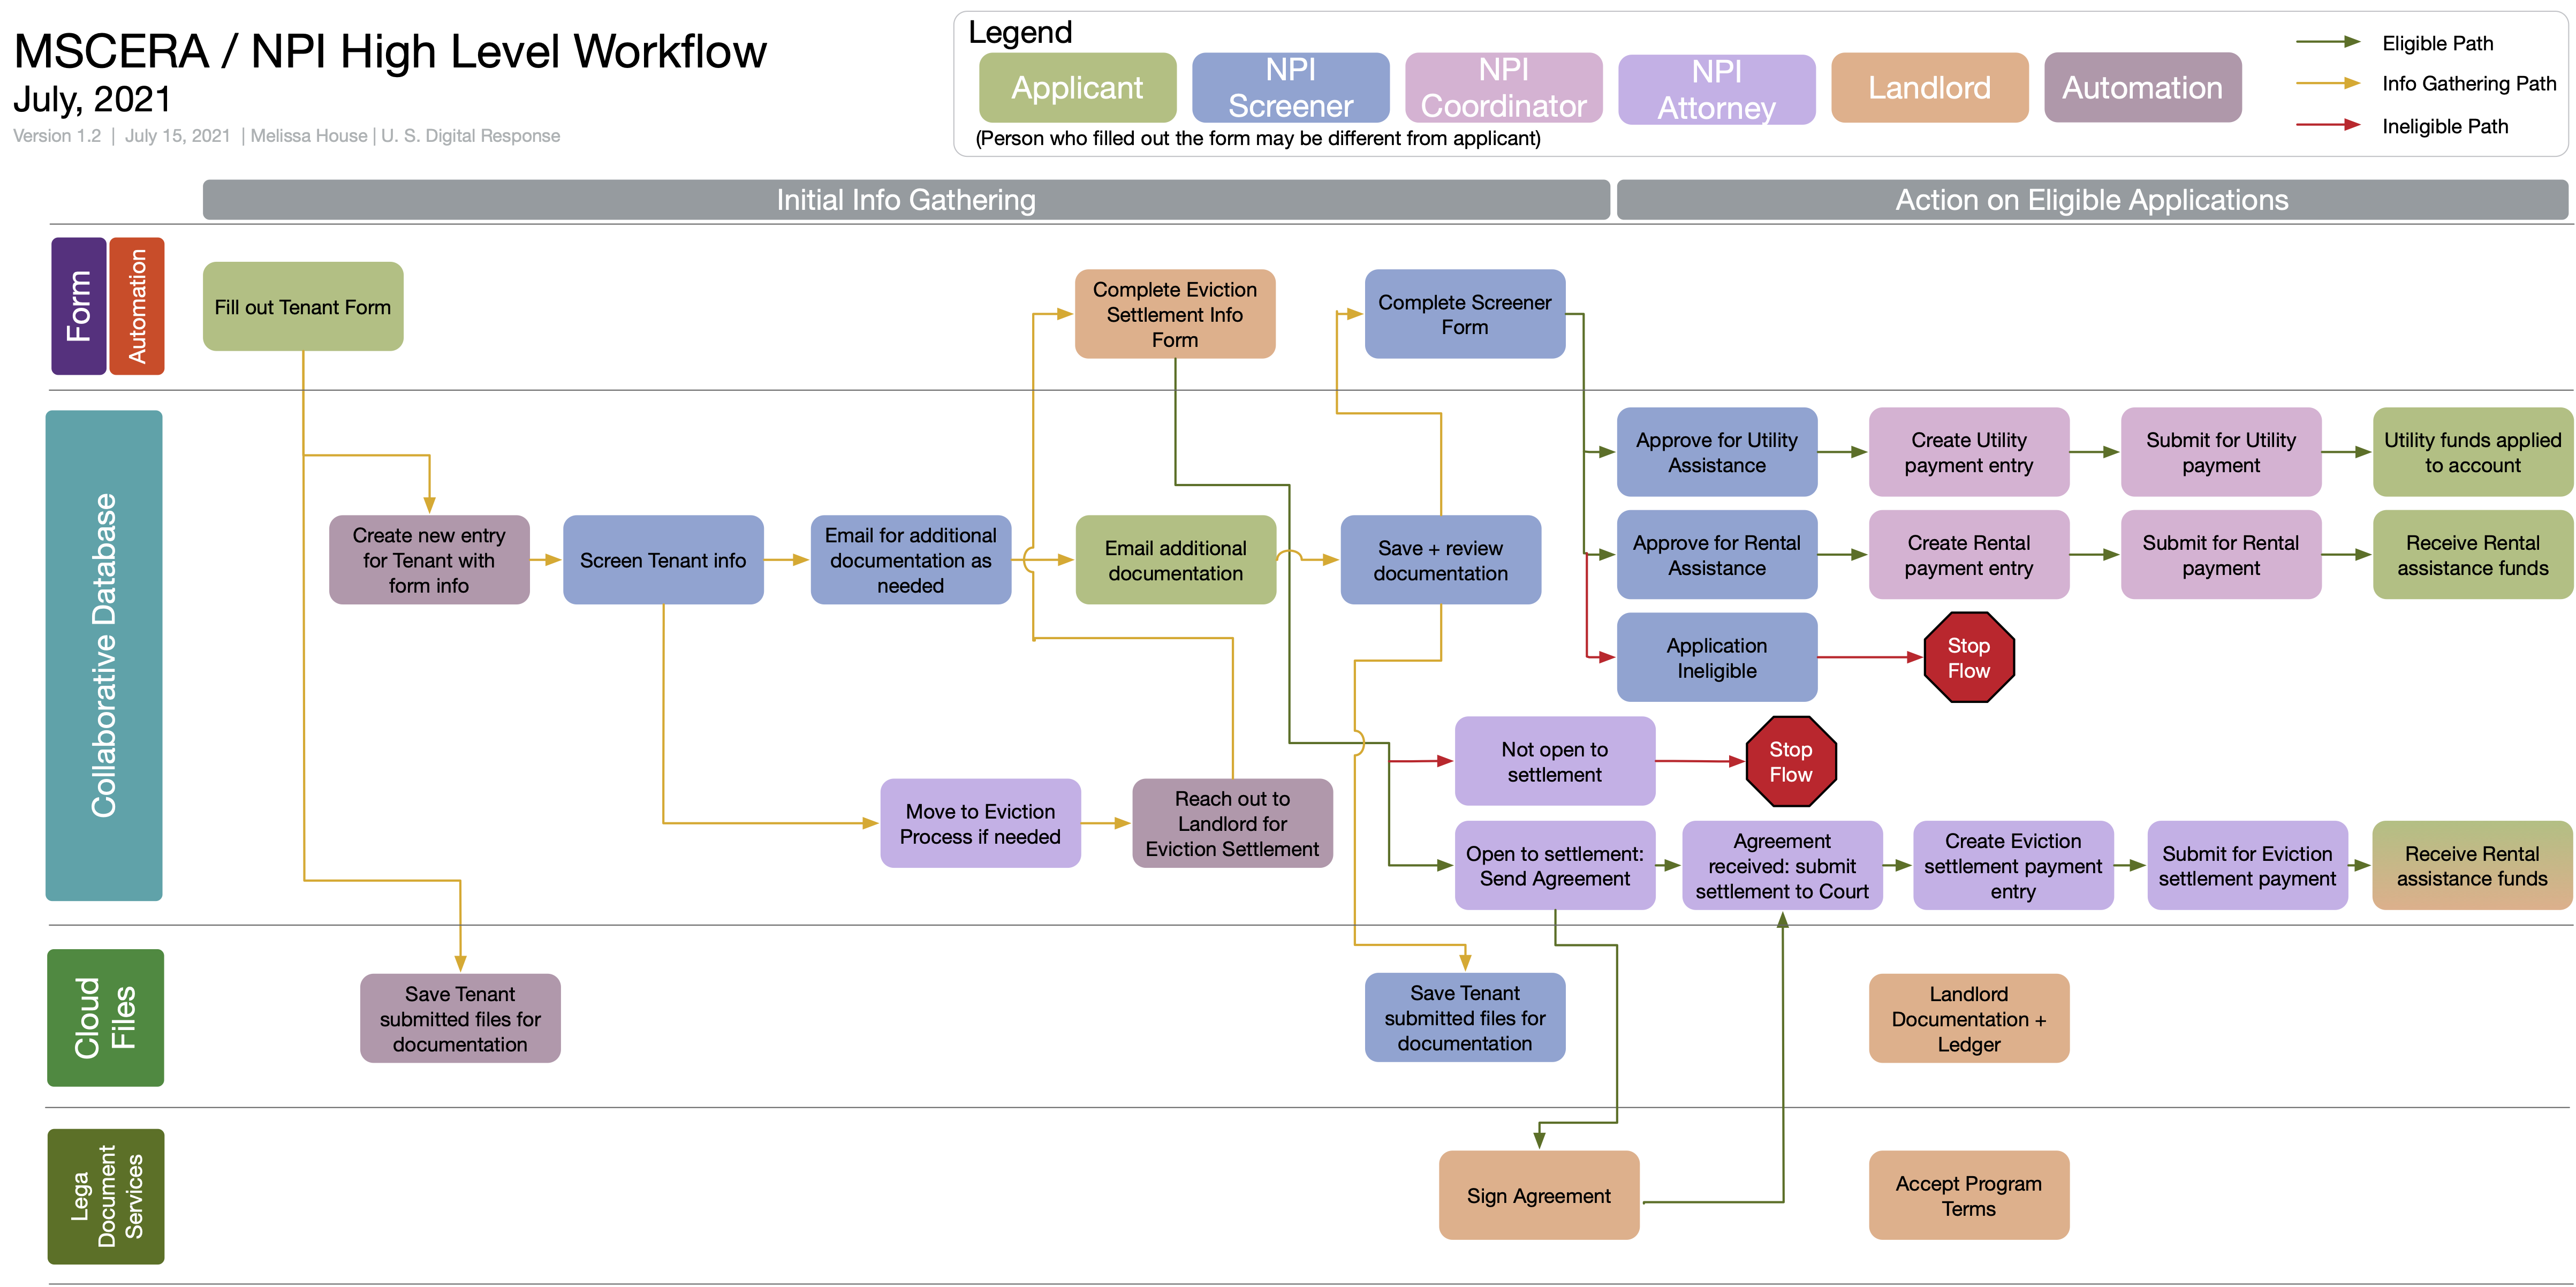 MSCERA / NPI High Level Workflow
July, 2021
Version 1.2 | July 15, 2021 | Melissa House | U. S. Digital Response
Legend
Applicant
NPI
Screener
NPI
Coordinator
NPI
Attorney
Landlord
Automation
(Person who filled out the form may be different from applicant)
Eligible Path
Info Gathering Path
Ineligible Path
Initial Info Gathering
Action on Eligible Applications
Form
Automation
Fill out Tenant Form
Complete Eviction
Settlement Info
Form
Complete Screener
Form
Collaborative Database
Approve for Utility
Assistance
Create Utility
payment entry
Submit for Utility
payment
Utility funds applied
to account
Create new entry
for Tenant with
form info
Screen Tenant info
Email for additional
documentation as
needed
Email additional
documentation
Save + review
documentation
Approve for Rental
Assistance
Create Rental
payment entry
Submit for Rental
payment
Receive Rental
assistance funds
Application
Ineligible
Stop
Flow
Not open to
settlement
Stop
Flow
Move to Eviction
Process if needed
Reach out to
Landlord for
Eviction Settlement
Open to settlement:
Send Agreement
Agreement
received: submit
settlement to Court
Create Eviction
settlement payment
entry
Submit for Eviction
settlement payment
Receive Rental
assistance funds
Cloud
Files
Save Tenant
submitted files for
documentation
Save Tenant
submitted files for
documentation
Landlord
Documentation +
Ledger
Lega
Document
Services
Sign Agreement
Accept Program
Terms